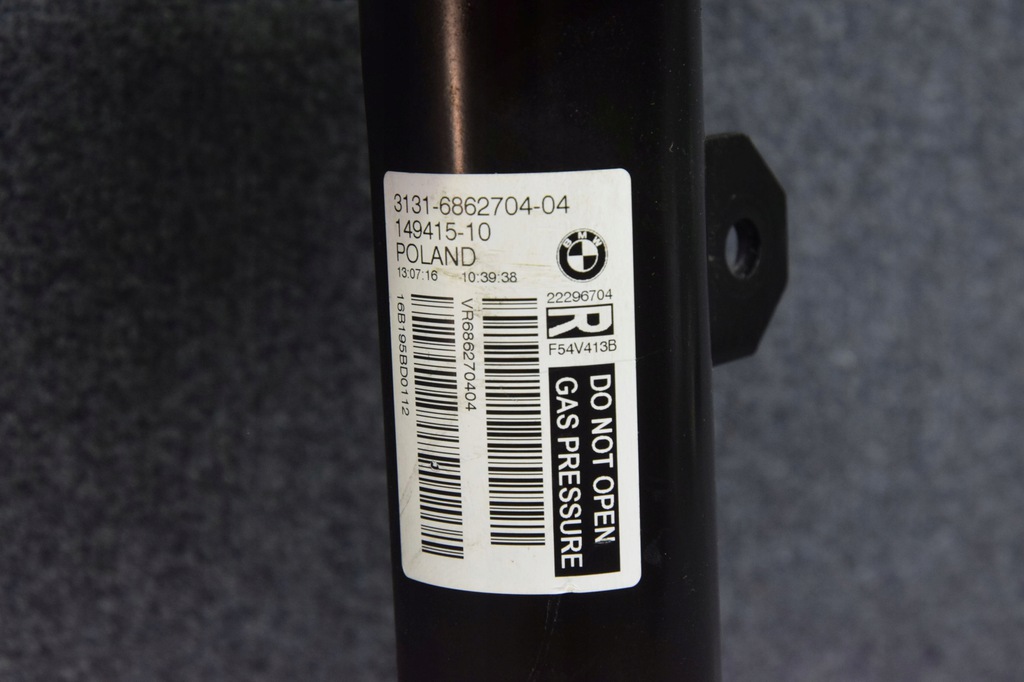 3131-6862704-04
149415-10
POLAND
13:07:16 10:39:38
BMW
22296704
R
F54V413B
16B195BD0112
VR686270404
DO NOT OPEN
GAS PRESSURE